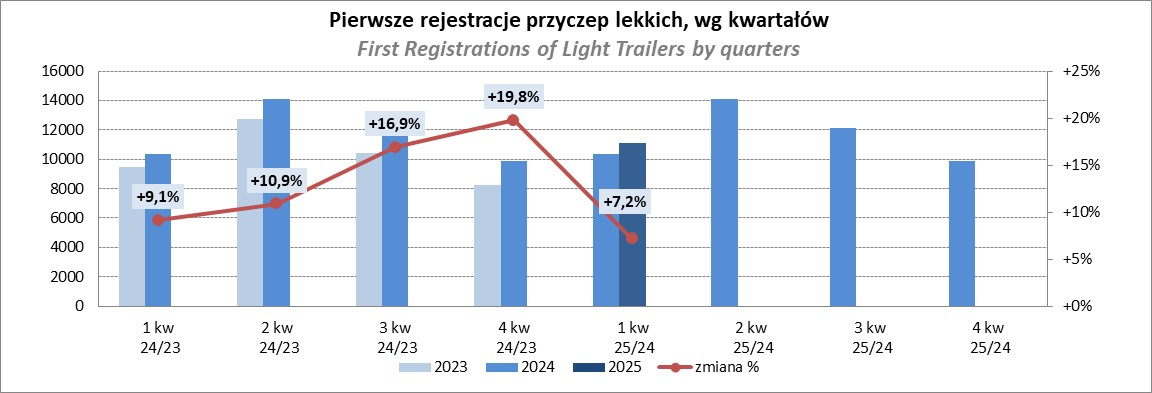 Pierwsze rejestracje przyczep lekkich, wg kwartałów
First Registrations of Light Trailers by quarters
16000
14000
12000
10000
8000
6000
4000
2000
0
+25%
+20%
+15%
+10%
+5%
+0%
+9,1%
+10,9%
+16,9%
+19,8%
+7,2%
1 kw
24/23
2 kw
24/23
3 kw
24/23
4 kw
24/23
1 kw
25/24
2 kw
25/24
3 kw
25/24
4 kw
25/24
2023
2024
2025
zmiana %